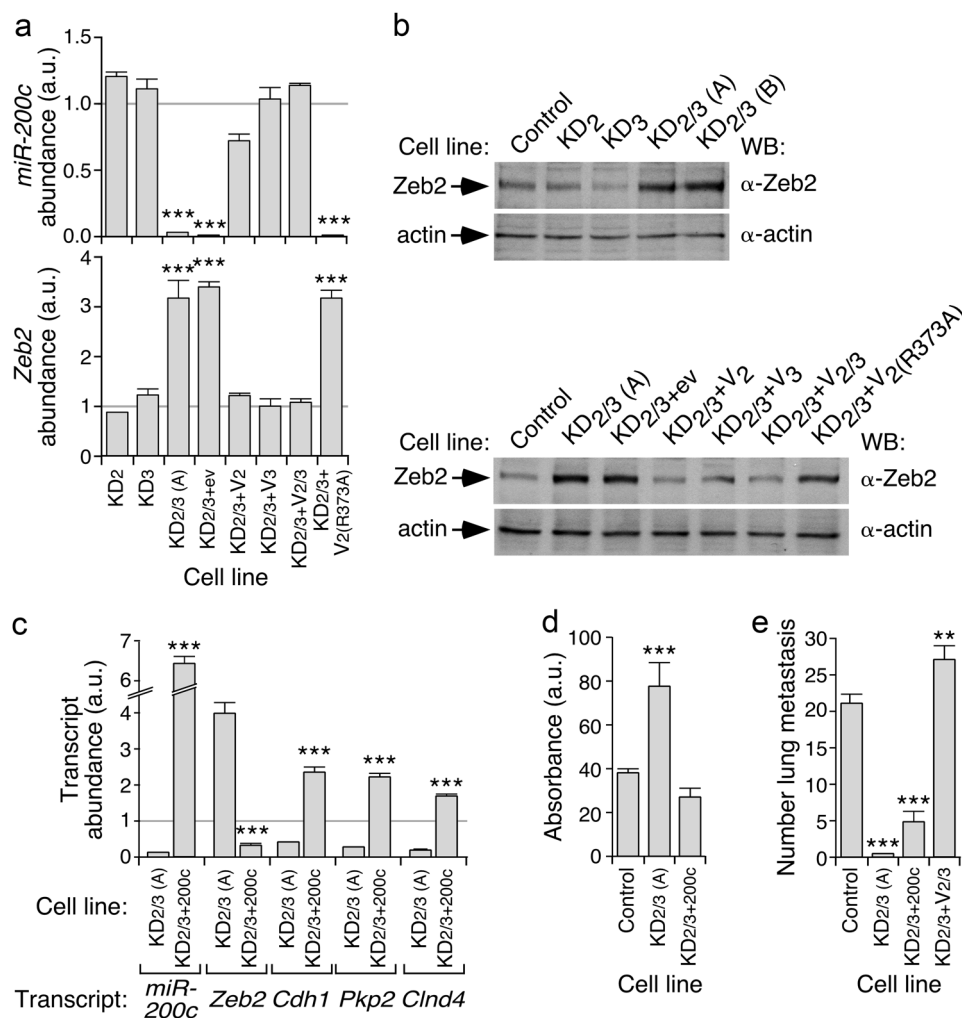 a
miR-200c
abundance (a.u.)
1.5
1.0
0.5
0.0
*** ***
***
Zeb2
abundance (a.u.)
4
3
2
1
0
*** ***
***
KD2
KD3
KD2/3 (A)
KD2/3+ev
KD2/3+V2
KD2/3+V3
KD2/3+V2/3
KD2/3+
V2(R373A)
Cell line
b
Cell line:
Control
KD2
KD3
KD2/3 (A)
KD2/3 (B)
WB:
Zeb2
α-Zeb2
actin
α-actin
Cell line:
Control
KD2/3 (A)
KD2/3+ev
KD2/3+V2
KD2/3+V3
KD2/3+V2/3
KD2/3+V2(R373A)
WB:
Zeb2
α-Zeb2
actin
α-actin
c
Transcript
abundance (a.u.)
7
6
4
2
1
0
***
***
***
***
***
Cell line:
KD2/3 (A)
KD2/3+200c
KD2/3 (A)
KD2/3+200c
KD2/3 (A)
KD2/3+200c
KD2/3 (A)
KD2/3+200c
KD2/3 (A)
KD2/3+200c
Transcript:
miR-
200c
Zeb2
Cdh1
Pkp2
Clnd4
d
Absorbance (a.u.)
100
80
60
40
20
0
***
Control
KD2/3 (A)
KD2/3+200c
Cell line
e
Number lung metastasis
30
25
20
15
10
5
0
***
***
**
Control
KD2/3 (A)
KD2/3+200c
KD2/3+V2/3
Cell line